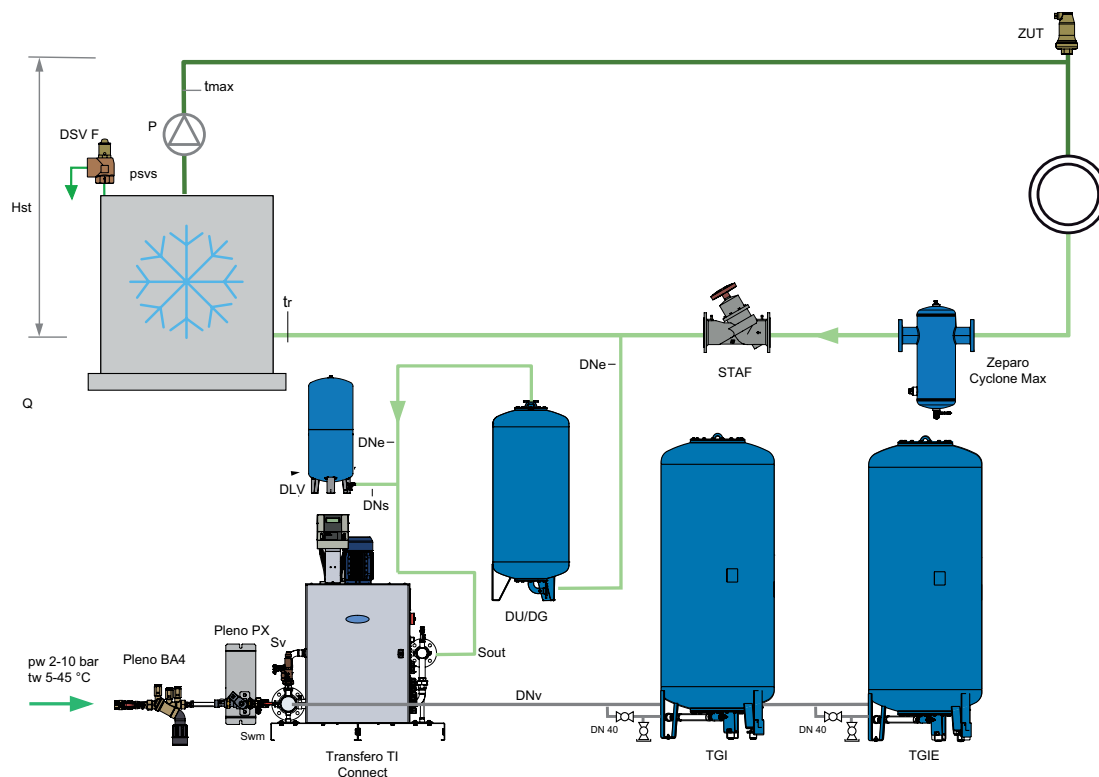 ZUT
tmax
P
DSV F
psvs
Hst
tr
DNe
STAF
Zeparo
Cyclone Max
Q
DNe
DLV
DNs
DU/DG
Pleno PX
Sv
Sout
Pleno BA4
pw 2-10 bar
tw 5-45 °C
DNv
Swm
DN 40
DN 40
Transfero TI
Connect
TGI
TGIE